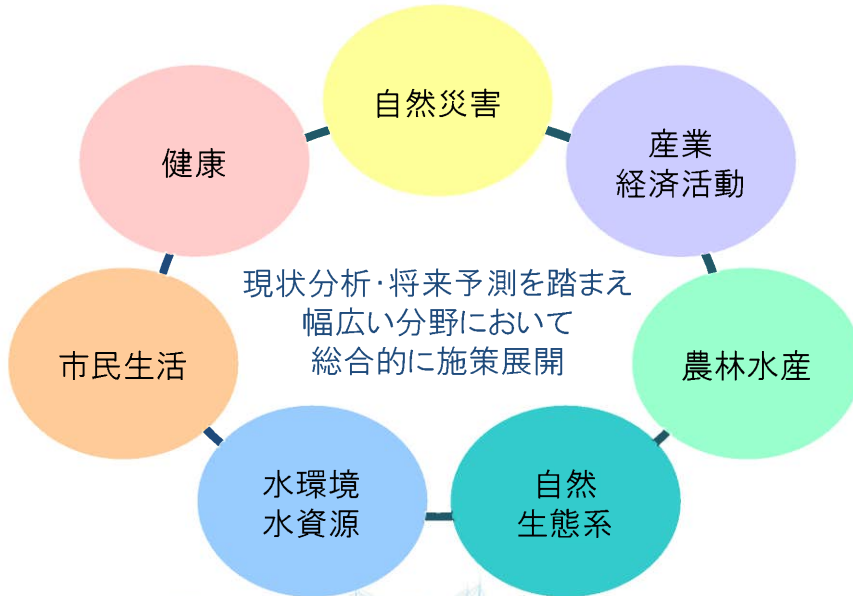 自然災害
健康
産業
経済活動
現状分析・将来予測を踏まえ
幅広い分野において
総合的に施策展開
市民生活
農林水産
水環境
水資源
自然
生態系